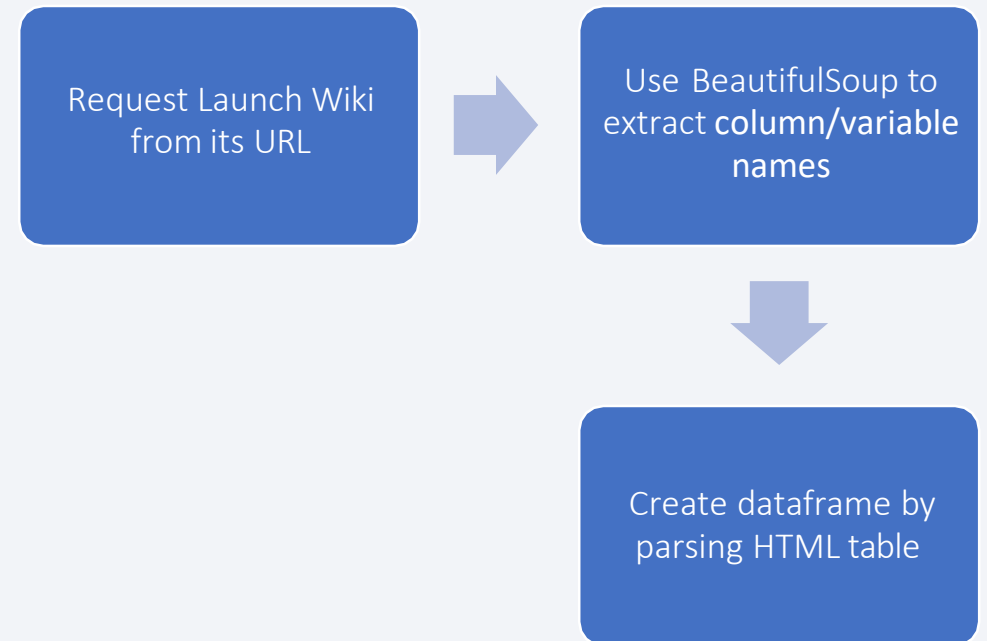 Request Launch Wiki
from its URL
Use BeautifulSoup to
extract column/variable
names
Create dataframe by
parsing HTML table